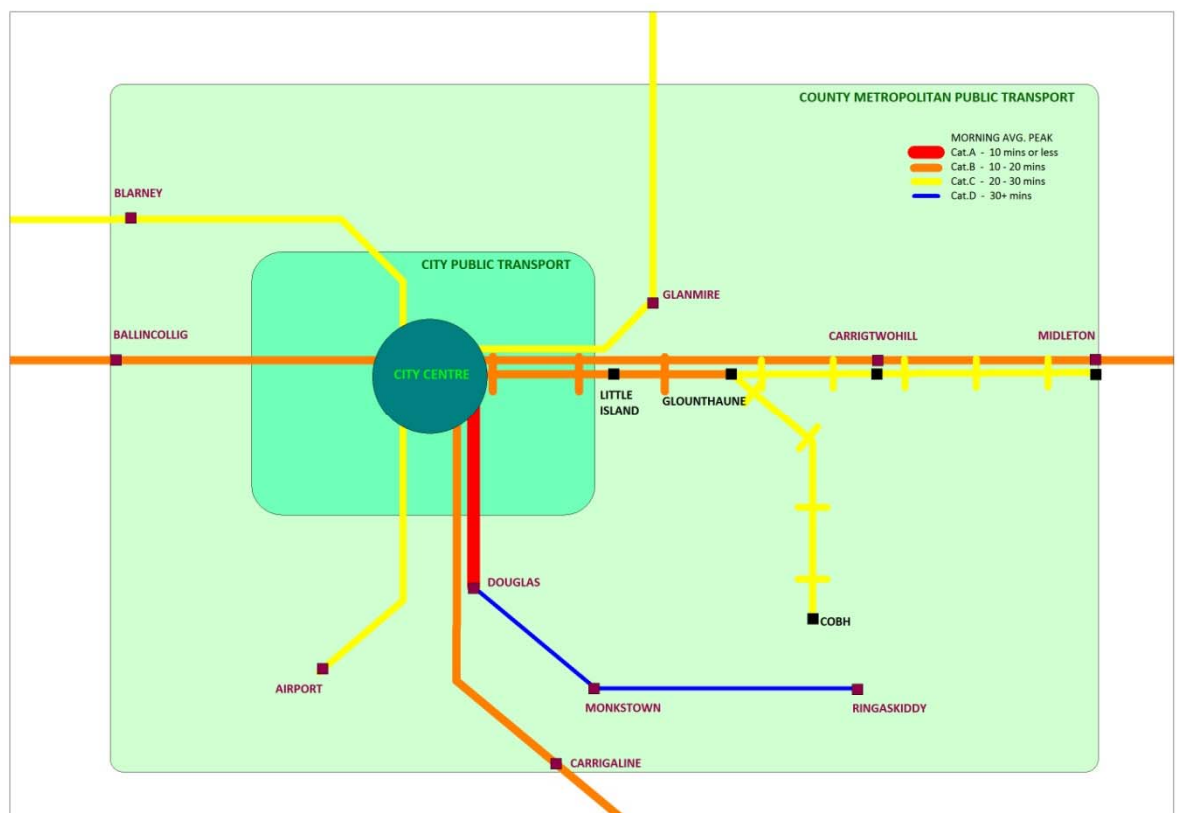 COUNTY METROPOLITAN PUBLIC TRANSPORT
MORNING AVG. PEAK
Cat.A - 10 mins or less
Cat.B - 10 - 20 mins
Cat.C - 20 - 30 mins
Cat.D - 30+ mins
BLARNEY
CITY PUBLIC TRANSPORT
GLANMIRE
BALLINCOLLIG
CARRIGTWOHILL
MIDLETON
CITY CENTRE
LITTLE
ISLAND
GLOUNTHAUNE
DOUGLAS
COBH
AIRPORT
MONKSTOWN
RINGASKIDDY
CARRIGALINE